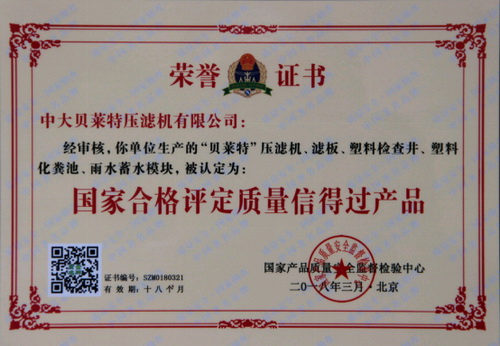 荣誉 证书
中大贝莱特压滤机有限公司：
经审核，你单位生产的“贝莱特”压滤机、滤板、塑料检查井、塑料
化粪池、雨水蓄水模块，被认定为：
国家合格评定质量信得过产品
证书编号：SZM0180321
有效期：十八个月
国家产品质量安全监督检验中心
二〇一八年三月·北京